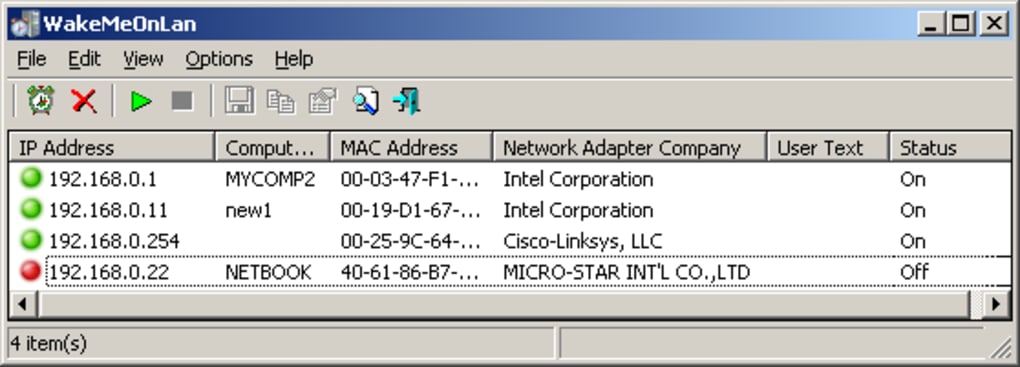 WakeMeOnLan
File Edit View Options Help
IP Address Comput... MAC Address Network Adapter Company User Text Status
192.168.0.1 MYCOMP2 00-03-47-F1-... Intel Corporation On
192.168.0.11 new1 00-19-D1-67-... Intel Corporation On
192.168.0.254 00-25-9C-64-... Cisco-Linksys, LLC On
192.168.0.22 NETBOOK 40-61-86-B7-... MICRO-STAR INT'L CO.,LTD Off
4 item(s)